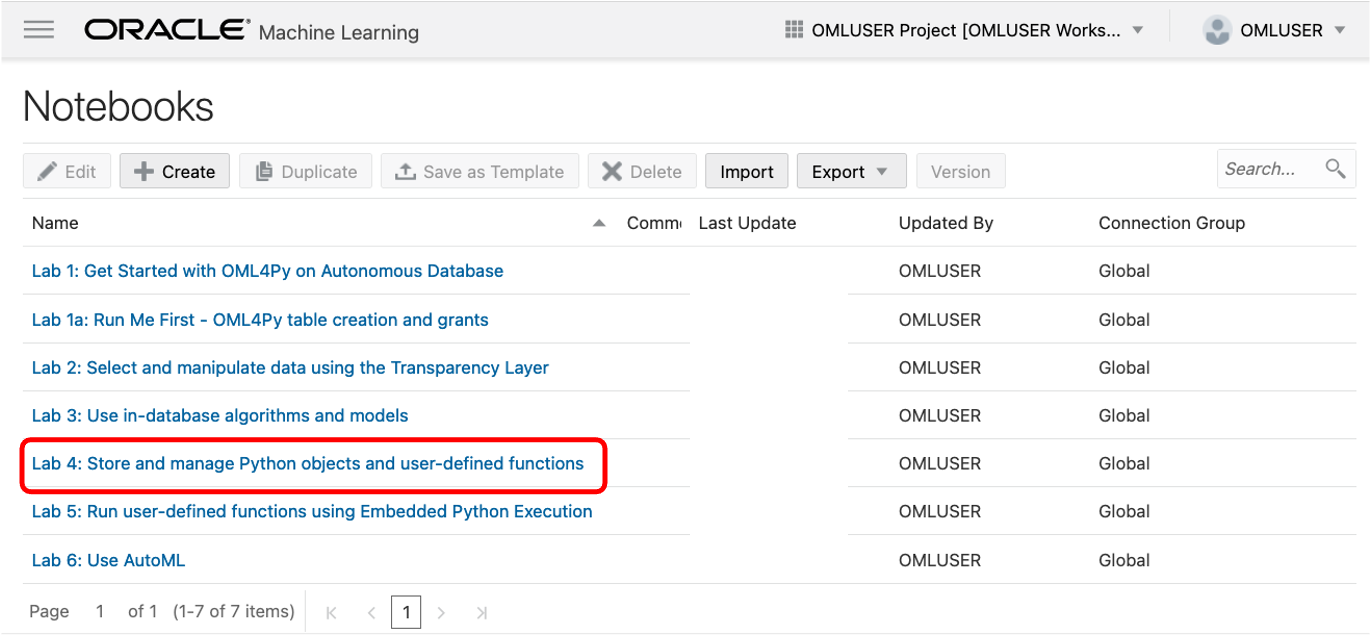 ORACLE® Machine Learning OMLUSER Project [OMLUSER Works... OMLUSER
Notebooks
Edit Create Duplicate Save as Template Delete Import Export Version Search...
Name Comme Last Update Updated By Connection Group
Lab 1: Get Started with OML4Py on Autonomous Database OMLUSER Global
Lab 1a: Run Me First - OML4Py table creation and grants OMLUSER Global
Lab 2: Select and manipulate data using the Transparency Layer OMLUSER Global
Lab 3: Use in-database algorithms and models OMLUSER Global
Lab 4: Store and manage Python objects and user-defined functions OMLUSER Global
Lab 5: Run user-defined functions using Embedded Python Execution OMLUSER Global
Lab 6: Use AutoML OMLUSER Global
Page 1 of 1 (1-7 of 7 items) 1